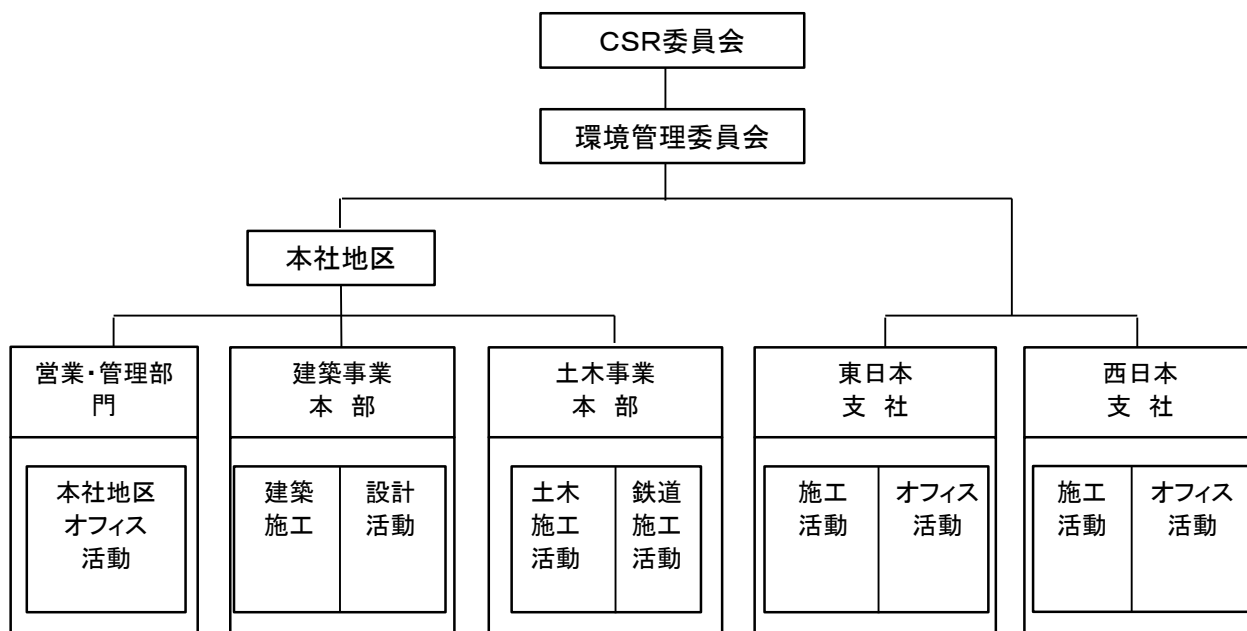 CSR委員会
環境管理委員会
本社地区
営業・管理部
門
本社地区
オフィス
活動
建築事業
本 部
建築
施工
設計
活動
土木事業
本 部
土木
施工
活動
鉄道
施工
活動
東日本
支 社
施工
活動
オフィス
活動
西日本
支 社
施工
活動
オフィス
活動